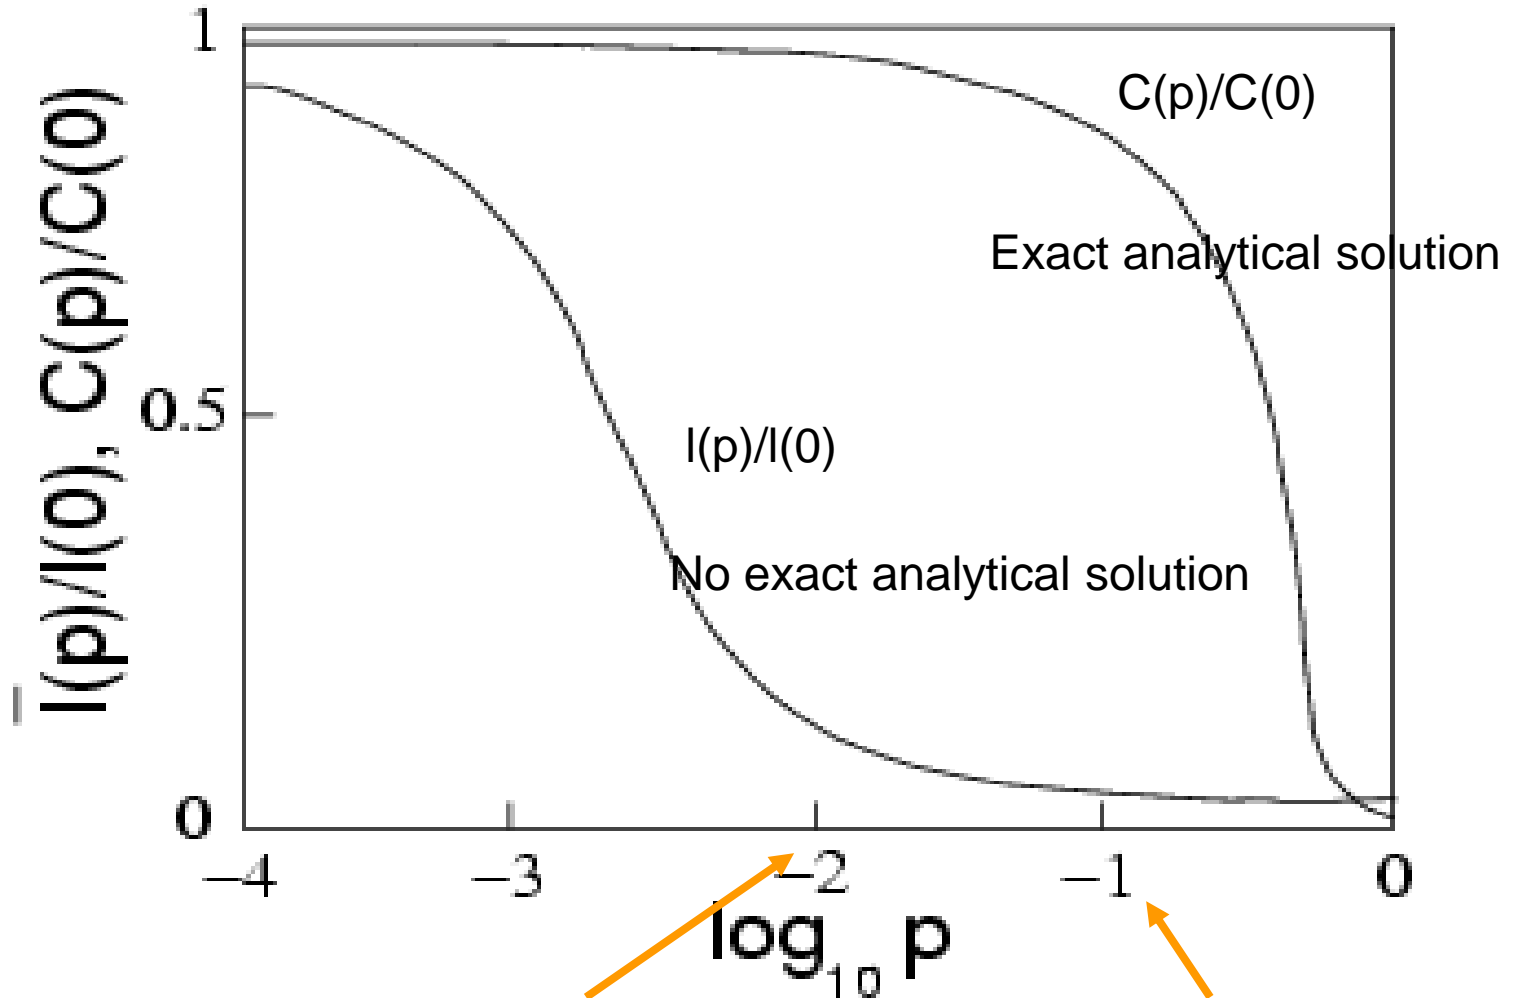 1
C(p)/C(0)
Exact analytical solution
l(p)/l(0), C(p)/C(0)
0.5
l(p)/l(0)
No exact analytical solution
0
−4 −3 −2 −1 0
log₁₀ p